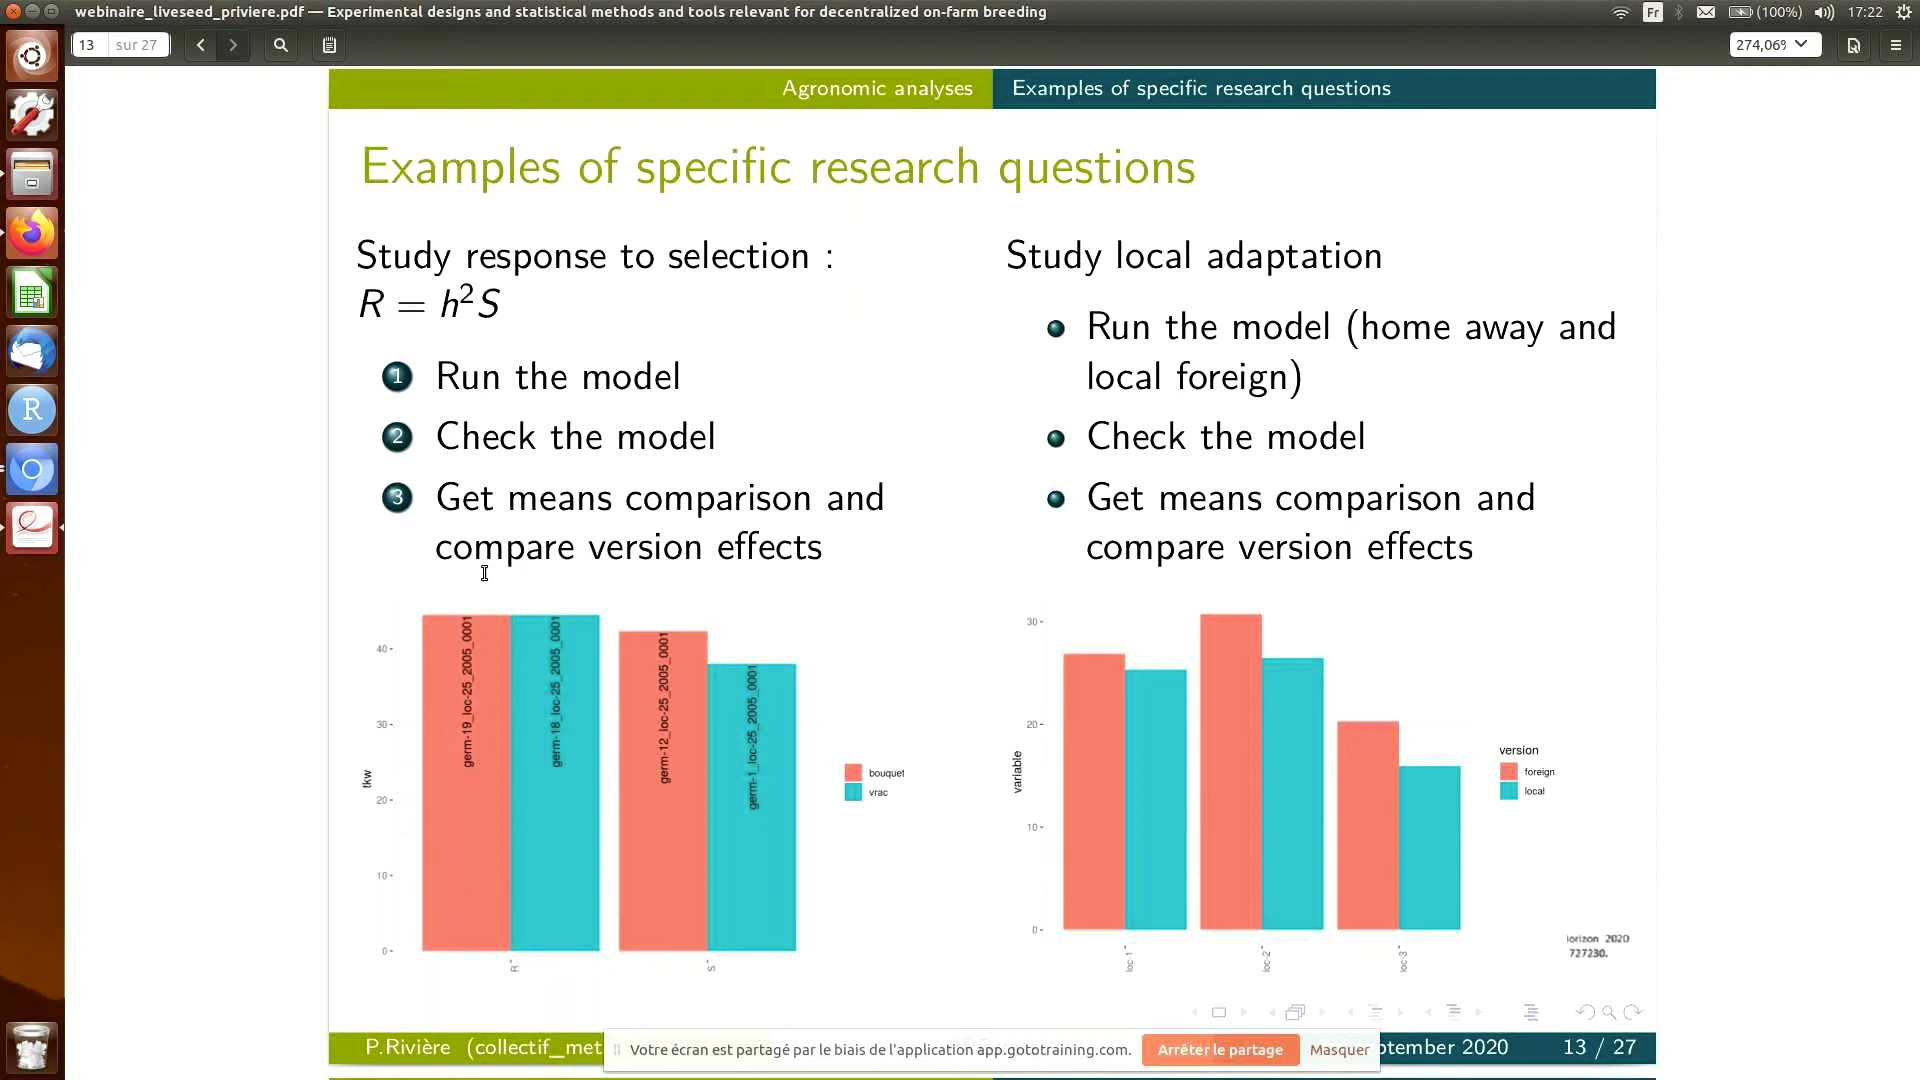 webinaire_liveseed_priviere.pdf — Experimental designs and statistical methods and tools relevant for decentralized on-farm breeding
Fr
(100%)
17:22
13
sur 27
Agronomic analyses
Examples of specific research questions
Examples of specific research questions
Study response to selection :
R = h²S
1 Run the model
2 Check the model
3 Get means comparison and
compare version effects
Study local adaptation
Run the model (home away and
local foreign)
Check the model
Get means comparison and
compare version effects
tkw
40
30
20
10
0
germ-19_loc-25_2005_0001
germ-18_loc-25_2005_0001
germ-12_loc-25_2005_0001
germ-1_loc-25_2005_0001
R
S
bouquet
vrac
variable
30
20
10
0
loc-1
loc-2
loc-3
version
foreign
local
orizon 2020
727230.
P.Rivière (collectif_met
Votre écran est partagé par le biais de l'application app.gototraining.com.
Arrêter le partage
Masquer
ptember 2020
13 / 27